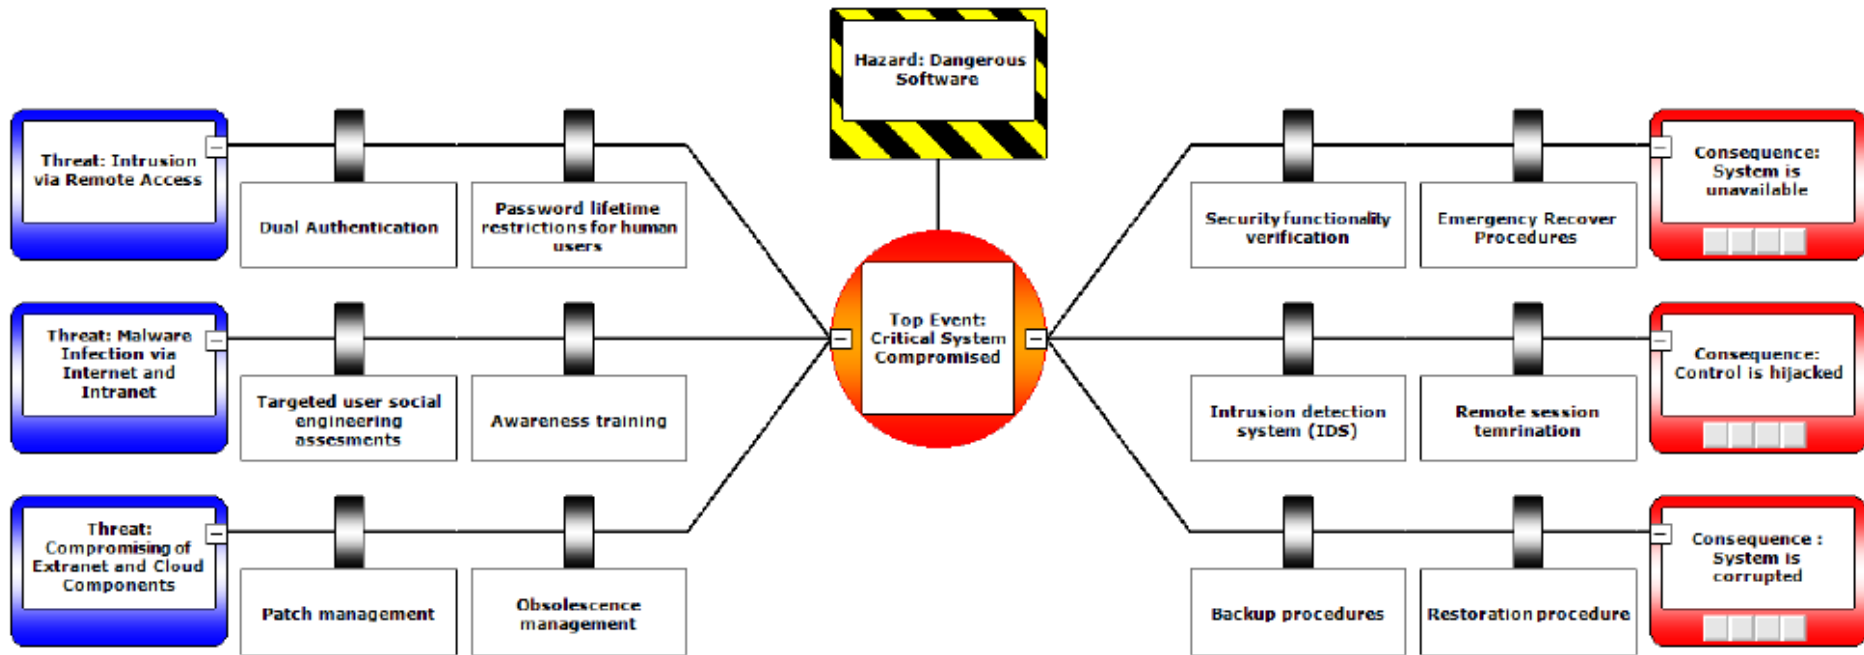 Hazard: Dangerous
Software
Threat: Intrusion
via Remote Access
Dual Authentication
Password lifetime
restrictions for human
users
Security functionality
verification
Emergency Recover
Procedures
Consequence:
System is
unavailable
Threat: Malware
Infection via
Internet and
Intranet
Targeted user social
engineering
assesments
Awareness training
Top Event:
Critical System
Compromised
Intrusion detection
system (IDS)
Remote session
temrination
Consequence:
Control is hijacked
Threat:
Compromising of
Extranet and Cloud
Components
Patch management
Obsolescence
management
Backup procedures
Restoration procedure
Consequence :
System is
corrupted